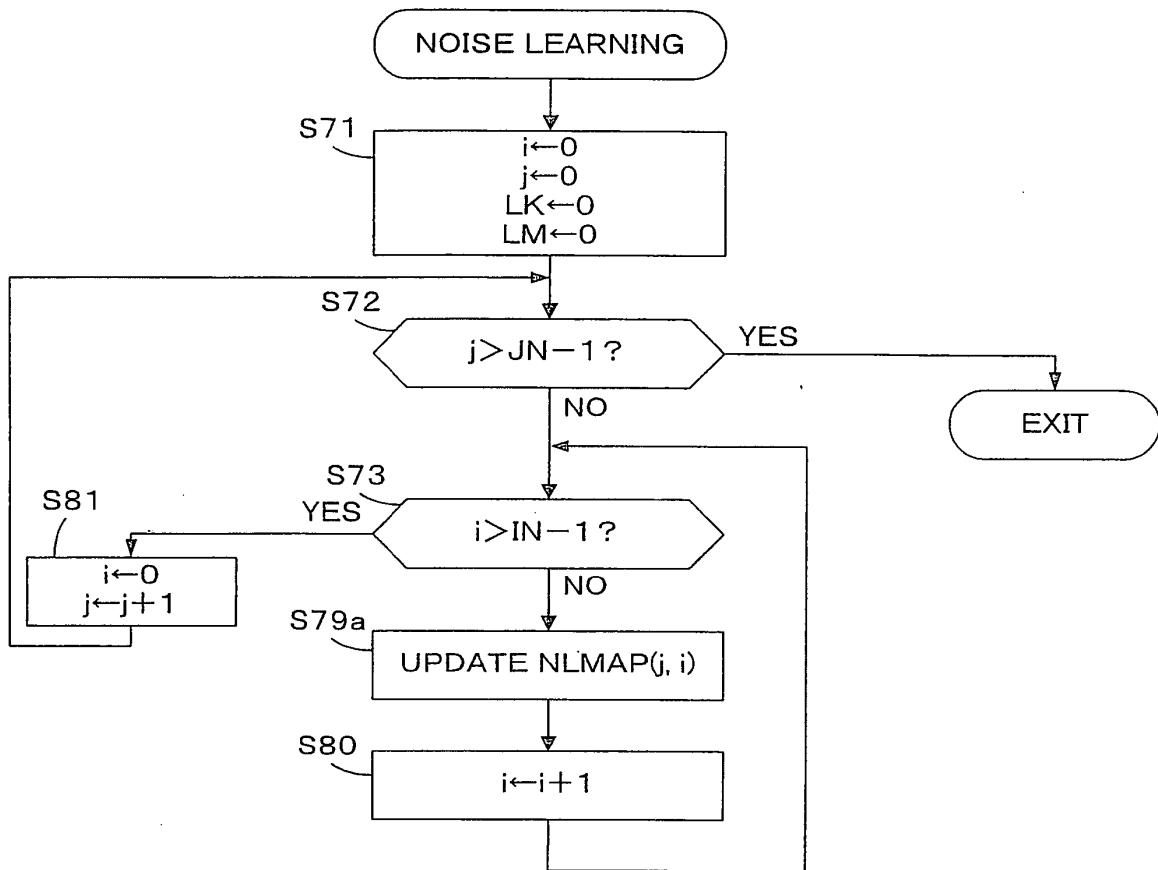 NOISE LEARNING
S71
i←0
j←0
LK←0
LM←0
S72
j>JN−1?
YES
NO
EXIT
S73
YES
i>IN−1?
NO
S81
i←0
j←j+1
S79a
UPDATE NLMAP(j, i)
S80
i←i+1